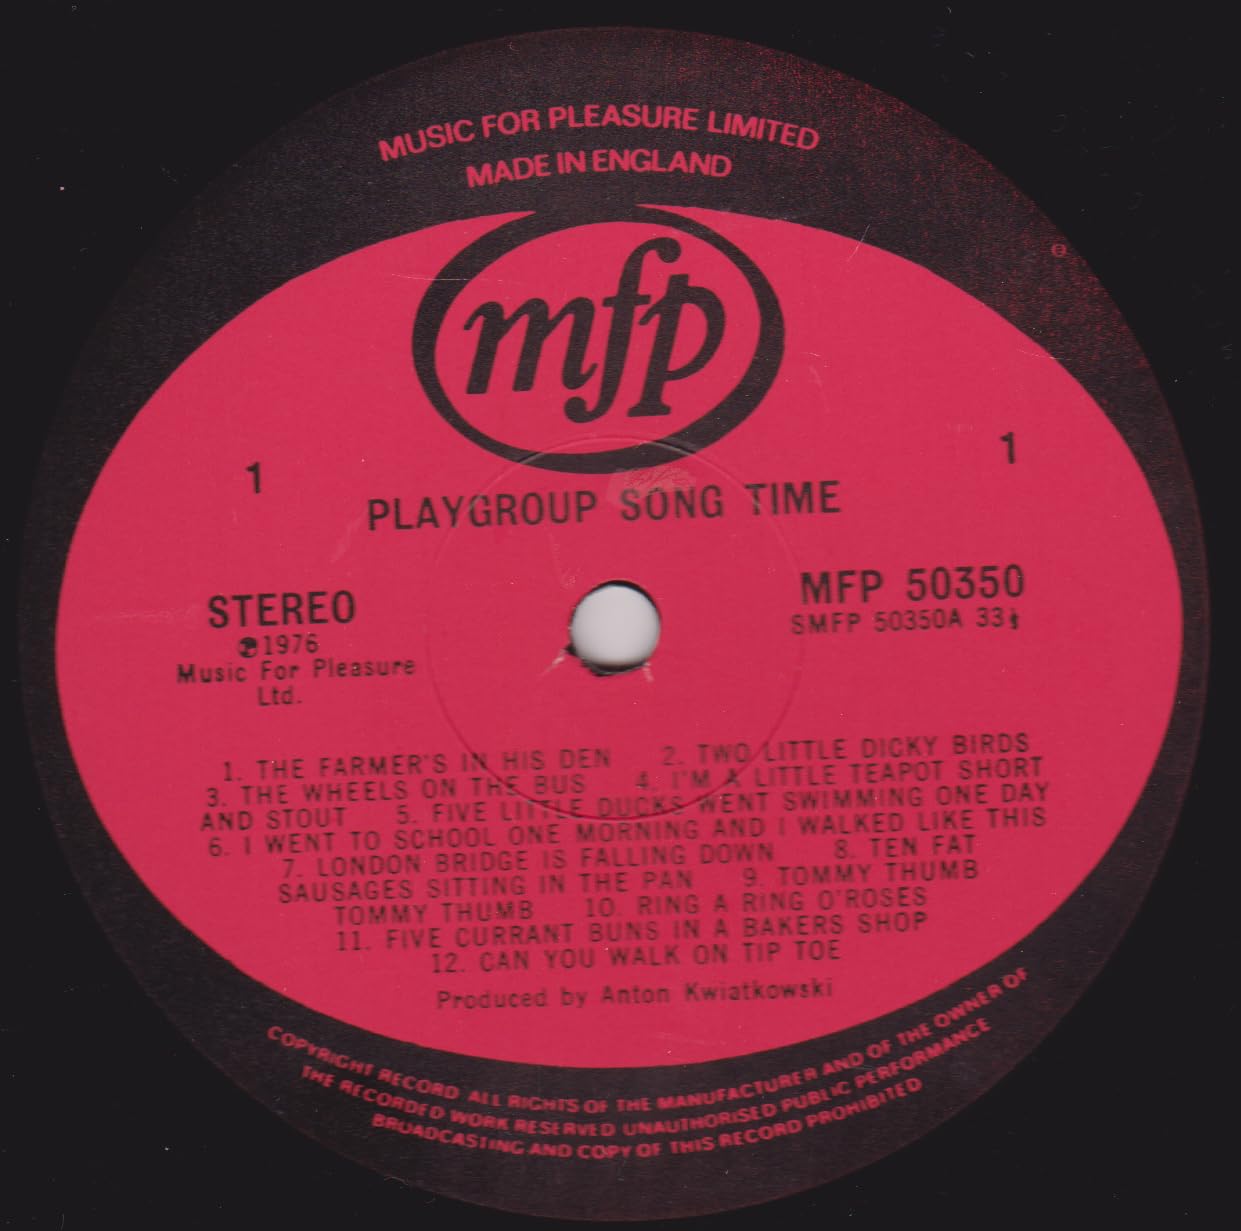 MUSIC FOR PLEASURE LIMITED
MADE IN ENGLAND
mfp
1 1
PLAYGROUP SONG TIME
STEREO
℗1976
Music For Pleasure
Ltd.
MFP 50350
SMFP 50350A 33⅓
1. THE FARMER'S IN HIS DEN 2. TWO LITTLE DICKY BIRDS
3. THE WHEELS ON THE BUS 4. I'M A LITTLE TEAPOT SHORT
AND STOUT 5. FIVE LITTLE DUCKS WENT SWIMMING ONE DAY
6. I WENT TO SCHOOL ONE MORNING AND I WALKED LIKE THIS
7. LONDON BRIDGE IS FALLING DOWN 8. TEN FAT
SAUSAGES SITTING IN THE PAN 9. TOMMY THUMB
TOMMY THUMB 10. RING A RING O'ROSES
11. FIVE CURRANT BUNS IN A BAKERS SHOP
12. CAN YOU WALK ON TIP TOE
Produced by Anton Kwiatkowski
COPYRIGHT RECORD ALL RIGHTS OF THE MANUFACTURER AND OF THE OWNER OF
THE RECORDED WORK RESERVED UNAUTHORISED PUBLIC PERFORMANCE
BROADCASTING AND COPY OF THIS RECORD PROHIBITED